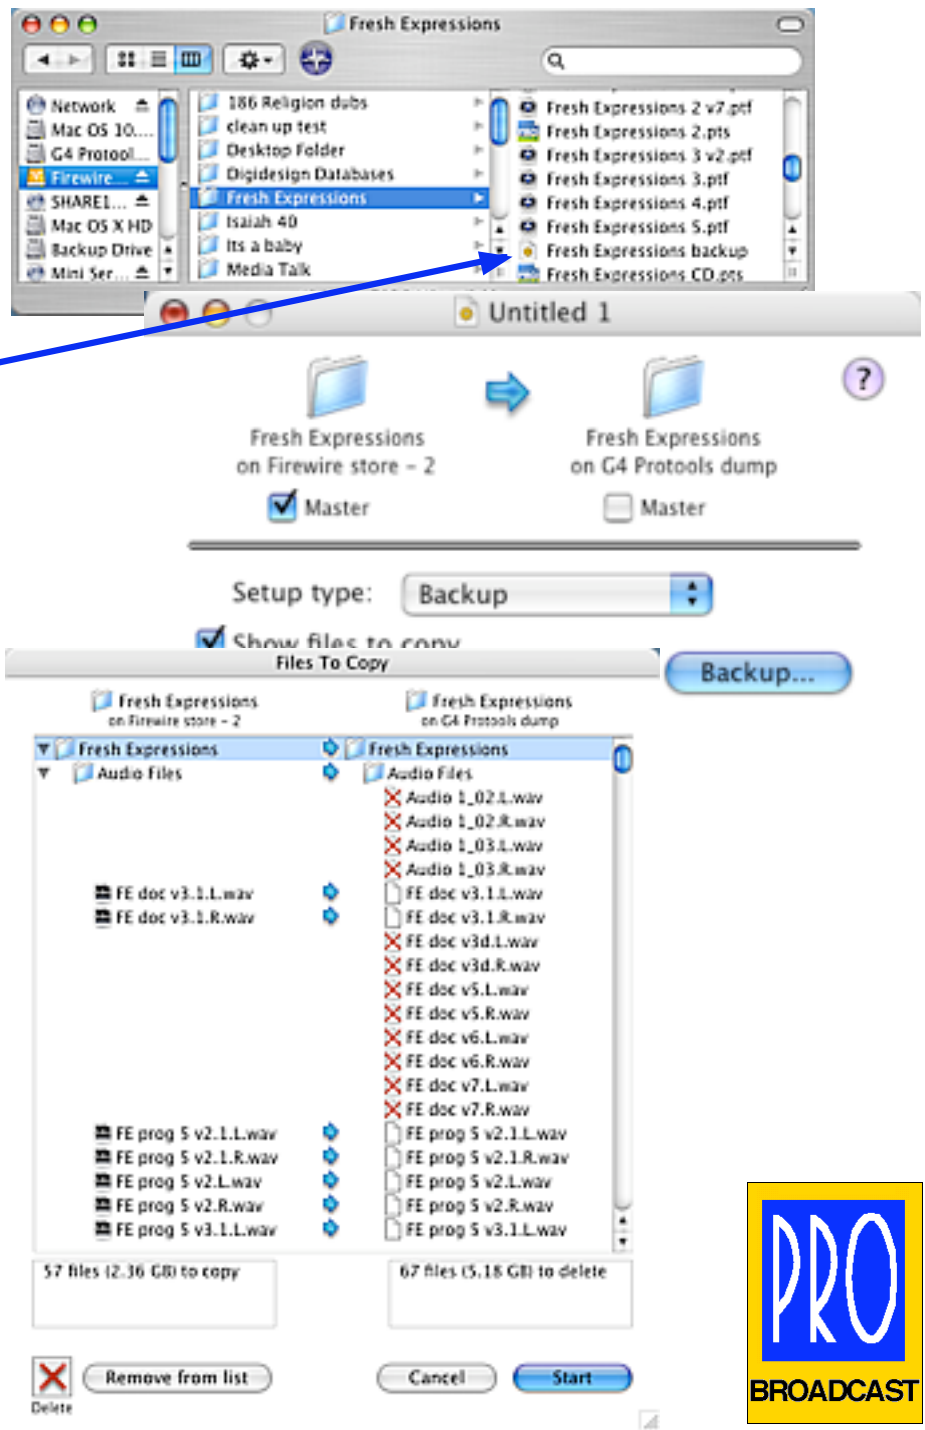 Fresh Expressions
Network
Mac OS 10....
G4 Protool...
Firewire...
SHARE1...
Mac OS X HD
Backup Drive
Mini Ser...
186 Religion dubs
clean up test
Desktop Folder
Digidesign Databases
Fresh Expressions
Isaiah 40
Its a baby
Media Talk
Fresh Expressions 2 v7.ptf
Fresh Expressions 2.pts
Fresh Expressions 3 v2.ptf
Fresh Expressions 3.ptf
Fresh Expressions 4.ptf
Fresh Expressions 5.ptf
Fresh Expressions backup
Fresh Expressions CD.pts
Untitled 1
?
Fresh Expressions
on Firewire store - 2
Master
Fresh Expressions
on G4 Protools dump
Master
Setup type: Backup
Show files to copy
Backup...
Files To Copy
Fresh Expressions
on Firewire store - 2
Fresh Expressions
on G4 Protools dump
Fresh Expressions Fresh Expressions
Audio Files Audio Files
Audio 1_02.L.wav
Audio 1_02.R.wav
Audio 1_03.L.wav
Audio 1_03.R.wav
FE doc v3.1.L.wav FE doc v3.1.L.wav
FE doc v3.1.R.wav FE doc v3.1.R.wav
FE doc v3d.L.wav
FE doc v3d.R.wav
FE doc v5.L.wav
FE doc v5.R.wav
FE doc v6.L.wav
FE doc v6.R.wav
FE doc v7.L.wav
FE doc v7.R.wav
FE prog 5 v2.1.L.wav FE prog 5 v2.1.L.wav
FE prog 5 v2.1.R.wav FE prog 5 v2.1.R.wav
FE prog 5 v2.L.wav FE prog 5 v2.L.wav
FE prog 5 v2.R.wav FE prog 5 v2.R.wav
FE prog 5 v3.1.L.wav FE prog 5 v3.1.L.wav
57 files (2.36 GB) to copy 67 files (5.18 GB) to delete
Delete
Remove from list Cancel Start
PRO
BROADCAST